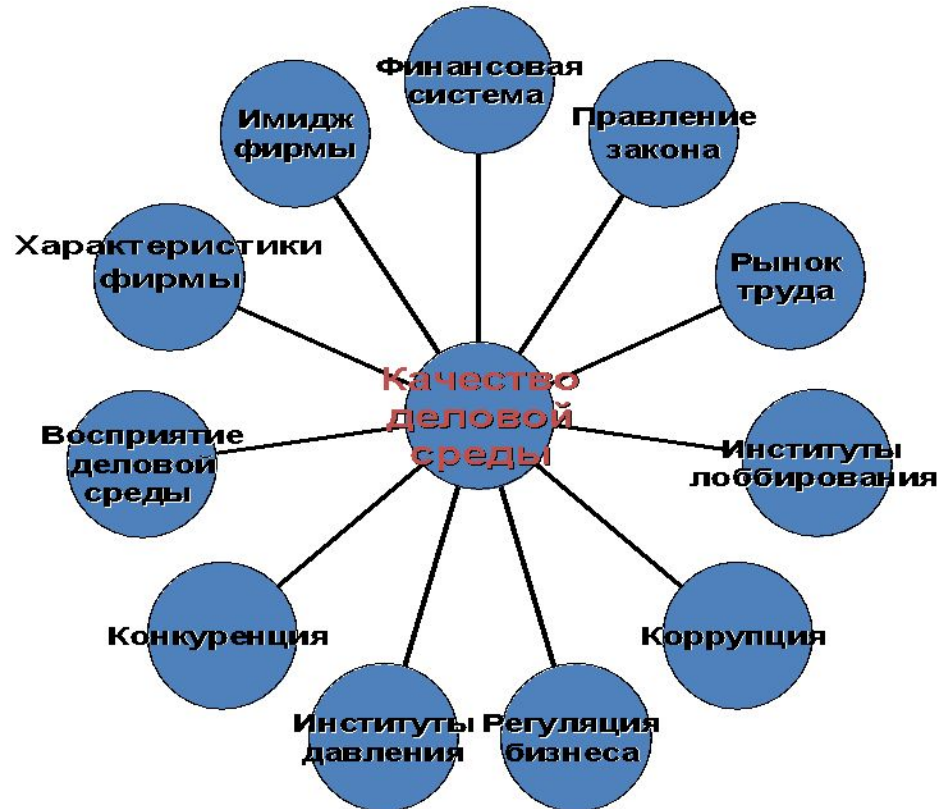 Финансовая
система
Правление
закона
Рынок
труда
Институты
лоббирования
Коррупция
Регуляция
бизнеса
Институты
давления
Конкуренция
Восприятие
деловой
среды
Характеристики
фирмы
Имидж
фирмы
Качество
деловой
среды